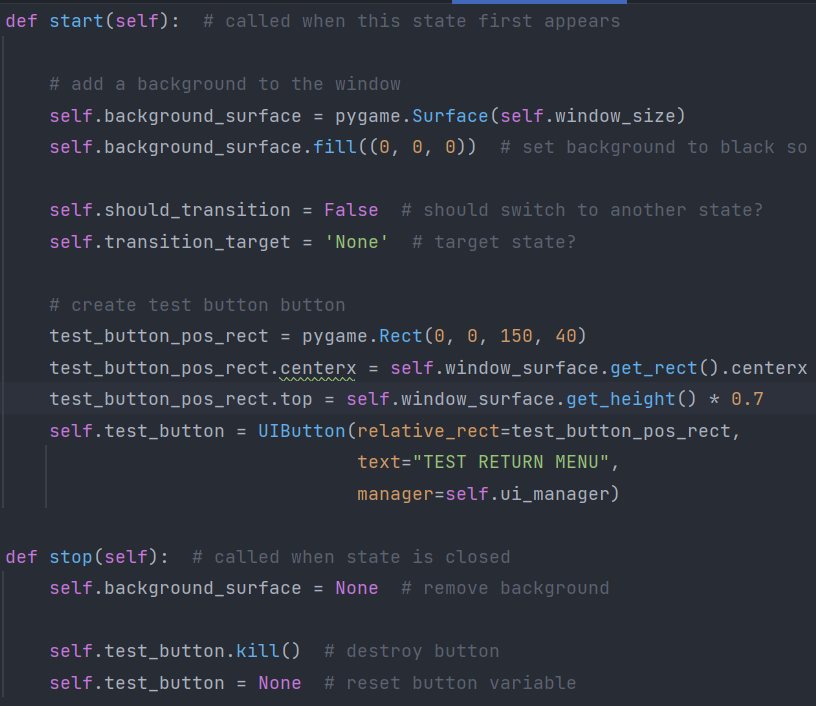 def start(self):  # called when this state first appears
# add a background to the window
self.background_surface = pygame.Surface(self.window_size)
self.background_surface.fill((0, 0, 0))  # set background to black so
self.should_transition = False  # should switch to another state?
self.transition_target = 'None'  # target state?
# create test button button
test_button_pos_rect = pygame.Rect(0, 0, 150, 40)
test_button_pos_rect.centerx = self.window_surface.get_rect().centerx
test_button_pos_rect.top = self.window_surface.get_height() * 0.7
self.test_button = UIButton(relative_rect=test_button_pos_rect,
text="TEST RETURN MENU",
manager=self.ui_manager)
def stop(self):  # called when state is closed
self.background_surface = None  # remove background
self.test_button.kill()  # destroy button
self.test_button = None  # reset button variable